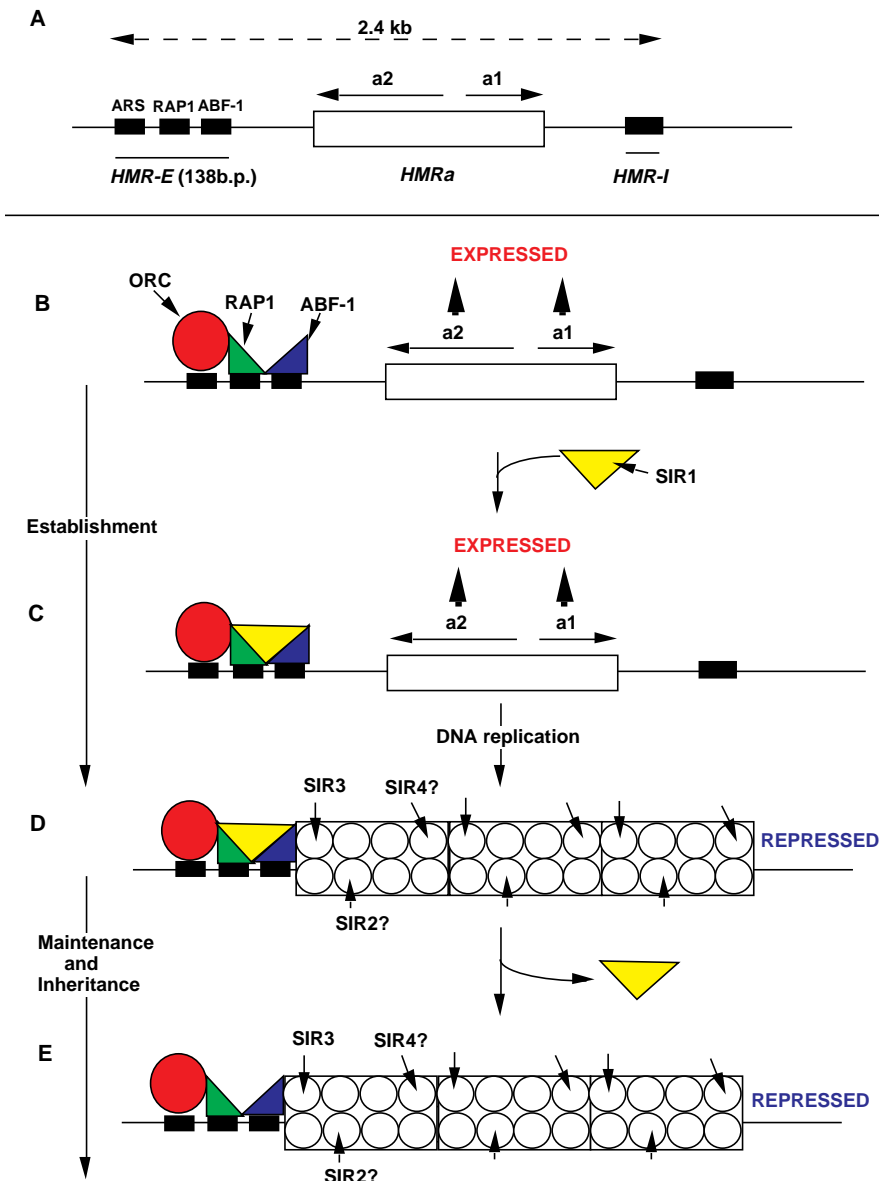 A
2.4 kb
a2 a1
ARS RAP1 ABF-1
HMR-E (138b.p.) HMRa HMR-I
EXPRESSED
ORC
RAP1 ABF-1
B
a2 a1
SIR1
Establishment
EXPRESSED
C
a2 a1
DNA replication
SIR3 SIR4?
D
REPRESSED
SIR2?
Maintenance
and
Inheritance
SIR3 SIR4?
E
REPRESSED
SIR2?